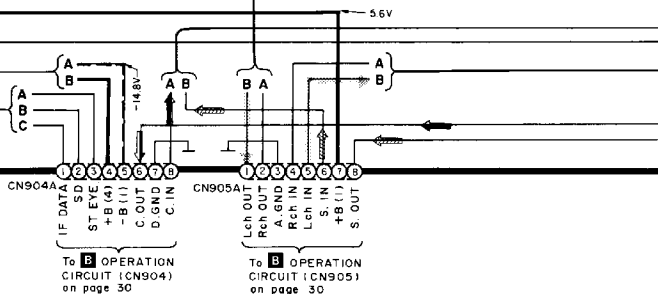 5.6V
A
B
-14.8V
A B
B A
A
B
A
B
C
CN904A
1 2 3 4 5 6 7 8
IF DATA
SD
ST EYE
+B (4)
-B (1)
C. OUT
D. GND
C. IN
CN905A
1 2 3 4 5 6 7 8
Lch OUT
Rch OUT
A. GND
Rch IN
Lch IN
S. IN
+B (1)
S. OUT
To B OPERATION
CIRCUIT (CN904)
on page 30
To B OPERATION
CIRCUIT (CN905)
on page 30